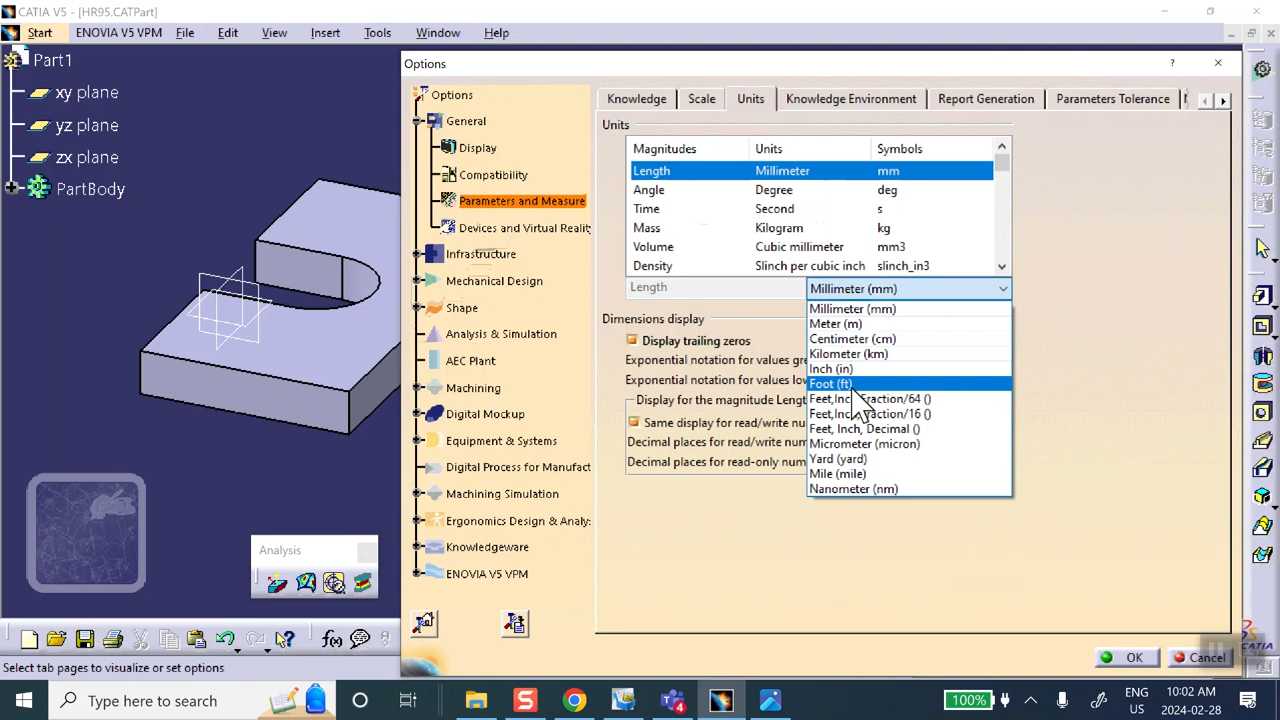 CATIA V5 - [HR95.CATPart]
Start ENOVIA V5 VPM File Edit View Insert Tools Window Help
Part1
xy plane
yz plane
zx plane
PartBody
Analysis
Options
Options
General
Display
Compatibility
Parameters and Measure
Devices and Virtual Reality
Infrastructure
Mechanical Design
Shape
Analysis & Simulation
AEC Plant
Machining
Digital Mockup
Equipment & Systems
Digital Process for Manufact
Machining Simulation
Ergonomics Design & Analy:
Knowledgeware
ENOVIA V5 VPM
Knowledge Scale Units Knowledge Environment Report Generation Parameters Tolerance
Units
Magnitudes Units Symbols
Length Millimeter mm
Angle Degree deg
Time Second s
Mass Kilogram kg
Volume Cubic millimeter mm3
Density Slinch per cubic inch slinch_in3
Length Millimeter (mm)
Millimeter (mm)
Meter (m)
Centimeter (cm)
Kilometer (km)
Inch (in)
Foot (ft)
Feet,Inch Fraction/64 ()
Feet,Inch Fraction/16 ()
Feet, Inch, Decimal ()
Micrometer (micron)
Yard (yard)
Mile (mile)
Nanometer (nm)
Dimensions display
Display trailing zeros
Exponential notation for values gre
Exponential notation for values low
Display for the magnitude Leng
Same display for read/write nu
Decimal places for read/write num
Decimal places for read-only num
OK Cancel
Select tab pages to visualize or set options
Type here to search
100%
ENG
US
10:02 AM
2024-02-28